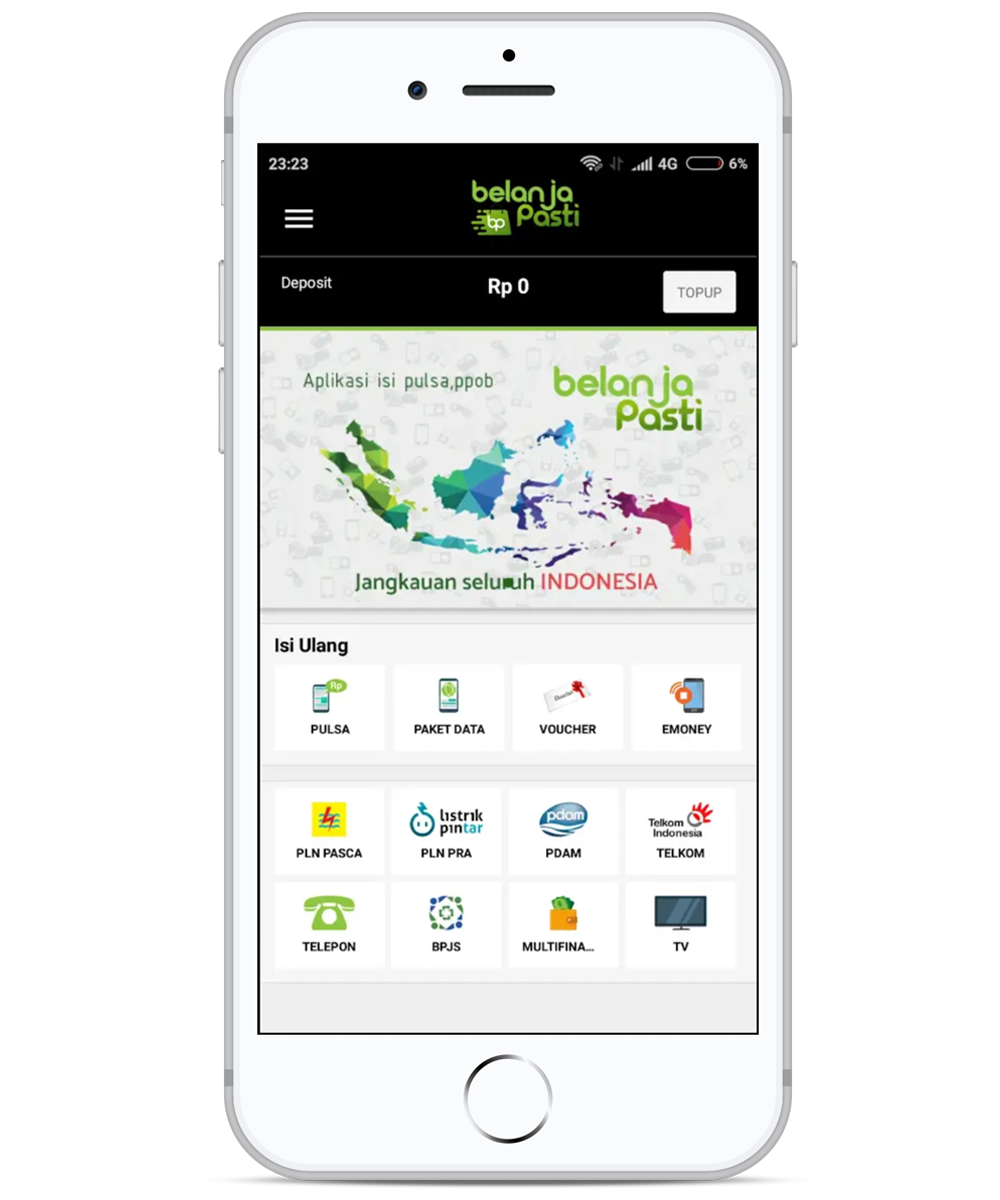 23:23
4G
6%
belanja
bp Pasti
Deposit
Rp 0
TOPUP
Aplikasi isi pulsa,ppob
belanja
Pasti
Jangkauan seluruh INDONESIA
Isi Ulang
Rp
Voucher
PULSA
PAKET DATA
VOUCHER
EMONEY
listrik
pintar
pdam
Telkom
Indonesia
PLN PASCA
PLN PRA
PDAM
TELKOM
TELEPON
BPJS
MULTIFINA...
TV